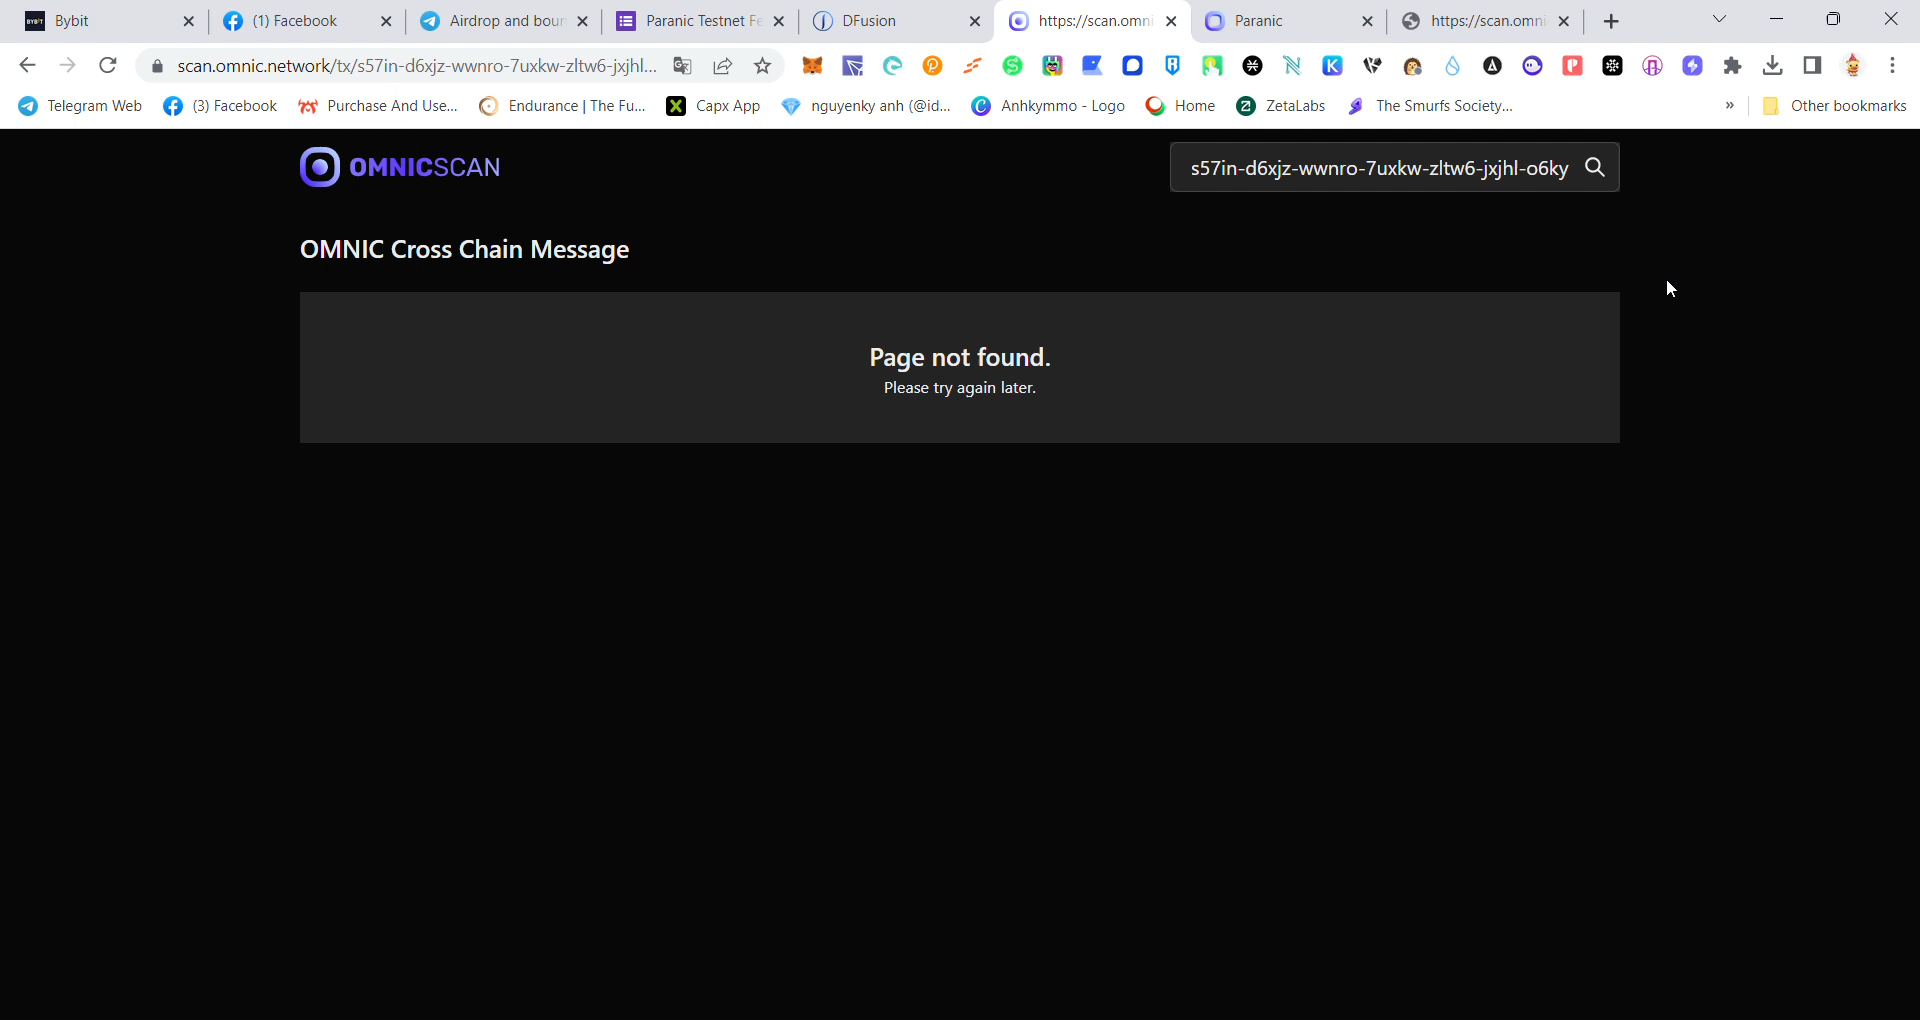 BYBIT Bybit (1) Facebook Airdrop and boun Paranic Testnet Fe DFusion https://scan.omni Paranic https://scan.omni
scan.omnic.network/tx/s57in-d6xjz-wwnro-7uxkw-zltw6-jxjhl...
Telegram Web (3) Facebook Purchase And Use... Endurance | The Fu... Capx App nguyenky anh (@id... Anhkymmo - Logo Home ZetaLabs The Smurfs Society... » Other bookmarks
OMNICSCAN s57in-d6xjz-wwnro-7uxkw-zltw6-jxjhl-o6ky
OMNIC Cross Chain Message
Page not found.
Please try again later.